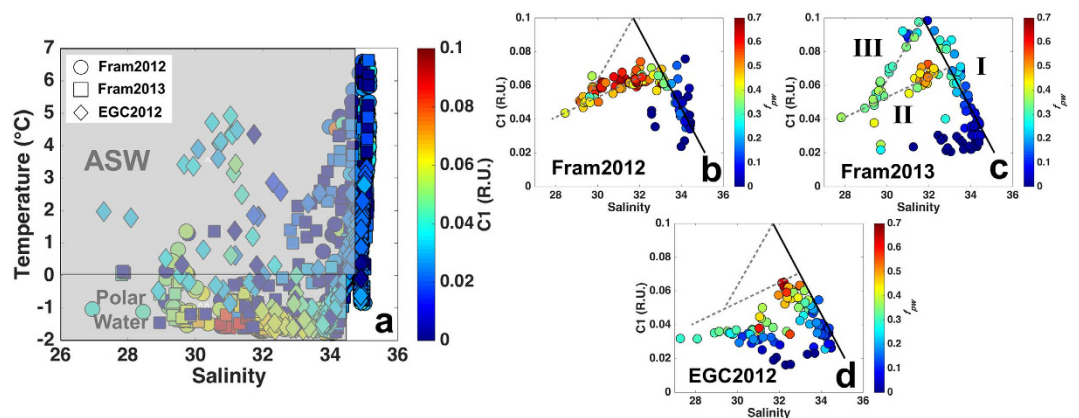 7
6
5
4
3
2
1
0
-1
-2
Temperature (°C)
Fram2012
Fram2013
EGC2012
ASW
Polar
Water
a
26 28 30 32 34 36
Salinity
0.1
0.08
0.06
0.04
0.02
0
C1 (R.U.)
0.1
0.08
0.06
0.04
0.02
0
C1 (R.U.)
Fram2012
b
28 30 32 34 36
Salinity
0.7
0.6
0.5
0.4
0.3
0.2
0.1
0
f_pw
0.1
0.08
0.06
0.04
0.02
0
C1 (R.U.)
III
I
II
Fram2013
c
28 30 32 34 36
Salinity
0.7
0.6
0.5
0.4
0.3
0.2
0.1
0
f_pw
0.1
0.08
0.06
0.04
0.02
0
C1 (R.U.)
EGC2012
d
28 30 32 34 36
Salinity
0.7
0.6
0.5
0.4
0.3
0.2
0.1
0
f_pw